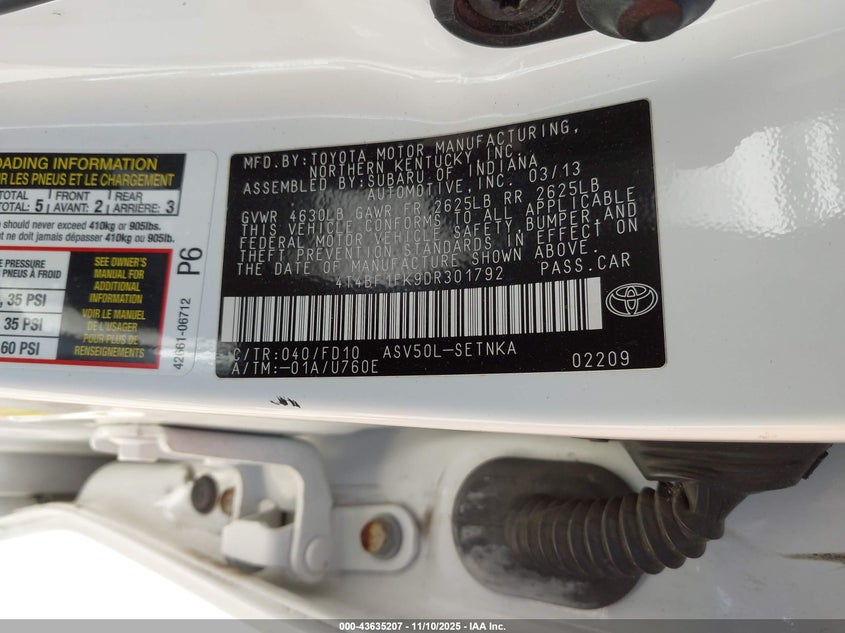 OADING INFORMATION
R LES PNEUS ET LE CHARGEMENT
TOTAL 5 FRONT AVANT: 2 REAR ARRIÈRE: 3
should never exceed 410kg or 905lbs.
ne doit jamais dépasser 410kg ou 905lb.
PRESSURE
PNEUS À FROID
, 35 PSI
35 PSI
60 PSI
SEE OWNER'S
MANUAL FOR
ADDITIONAL
INFORMATION
VOIR LE MANUEL
DE L'USAGER
POUR PLUS DE
RENSEIGNEMENTS
P6
42661-06712
MFD.BY:TOYOTA MOTOR MANUFACTURING,
NORTHERN KENTUCKY,INC.
ASSEMBLED BY:SUBARU OF INDIANA
AUTOMOTIVE,INC. 03/13
GVWR 4630LB GAWR FR 2625LB RR 2625LB
THIS VEHICLE CONFORMS TO ALL APPLICABLE
FEDERAL MOTOR VEHICLE SAFETY,BUMPER,AND
THEFT PREVENTION STANDARDS IN EFFECT ON
THE DATE OF MANUFACTURE SHOWN ABOVE.
PASS.CAR
C/TR:040/FD10 ASV50L-SETNKA
A/TM:-01A/U760E 02209
000-43635207 - 11/10/2025 - IAA Inc.